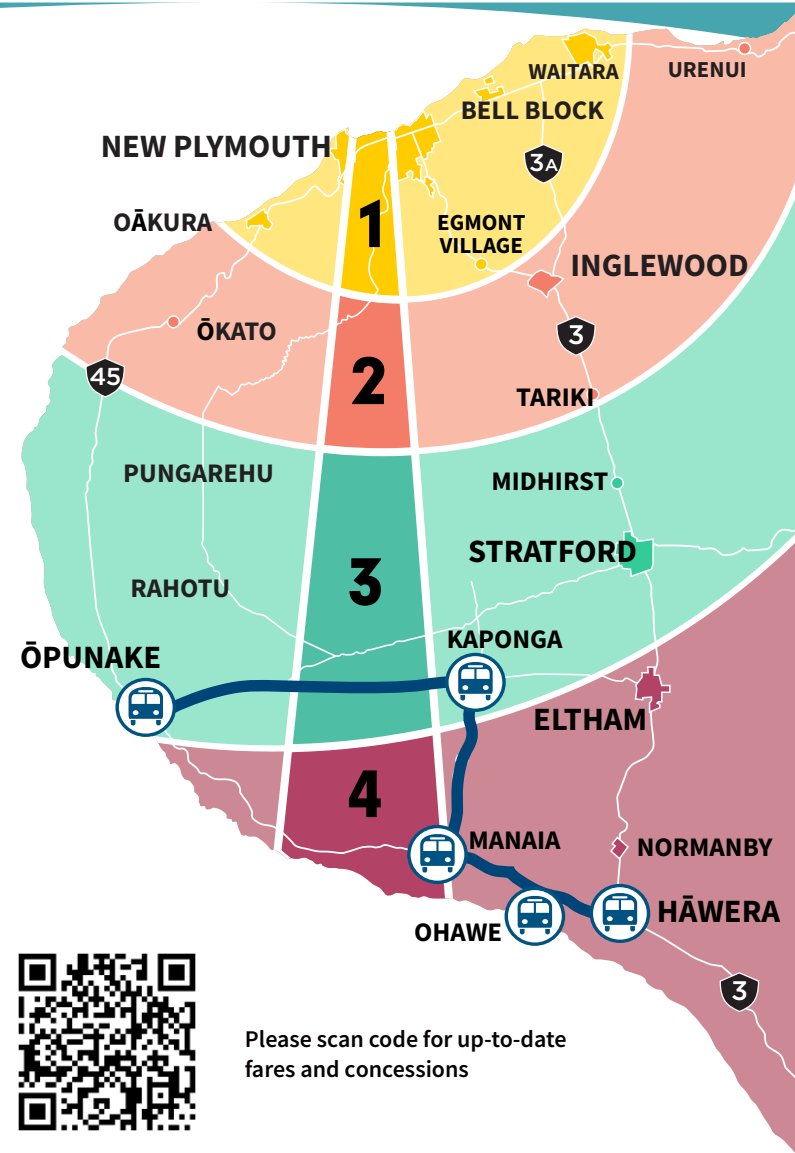 WAITARA
URENUI
BELL BLOCK
NEW PLYMOUTH
3A
OĀKURA
1
EGMONT
VILLAGE
INGLEWOOD
ŌKATO
3
45
2
TARIKI
PUNGAREHU
MIDHIRST
STRATFORD
3
RAHOTU
KAPONGA
ŌPUNAKE
ELTHAM
4
MANAIA
NORMANBY
HĀWERA
OHAWE
3
Please scan code for up-to-date
fares and concessions